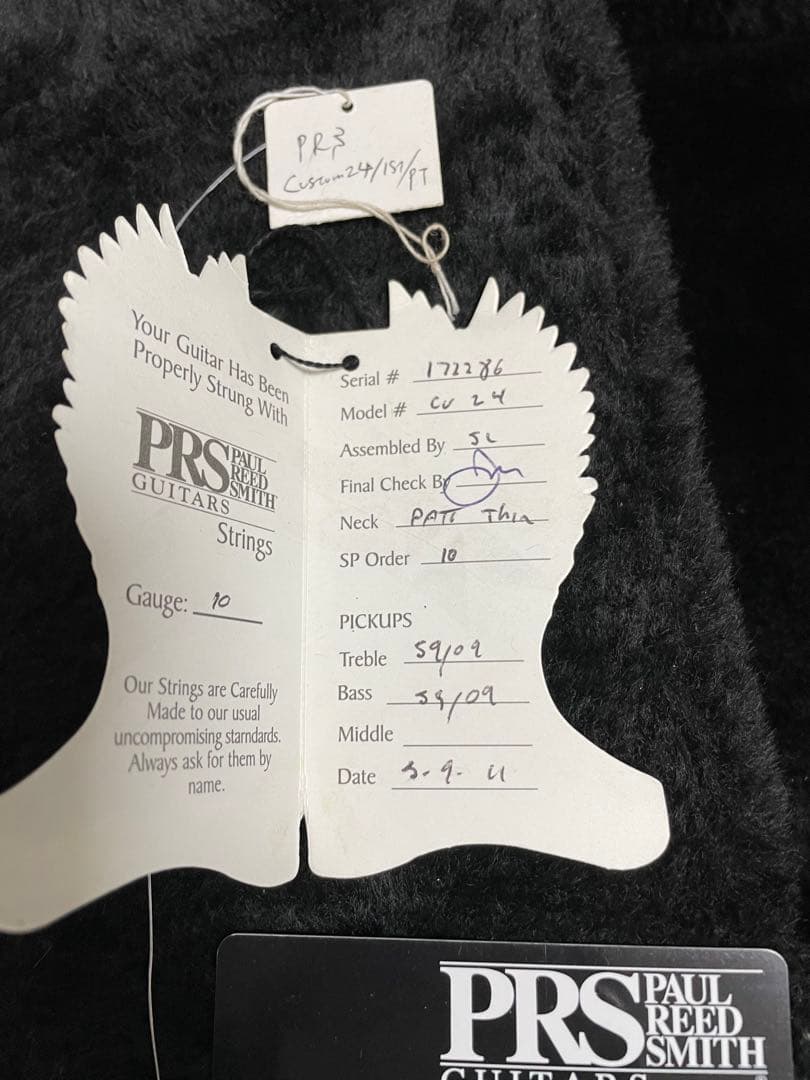 PRS
Custom24/1ST/PT
Your Guitar Has Been
Properly Strung With
PRS PAUL
REED
SMITH
GUITARS
Strings
Gauge: 10
Our Strings are Carefully
Made to our usual
uncompromising starndards.
Always ask for them by
name.
Serial # 172286
Model # CU 24
Assembled By SL
Final Check By
Neck PATT Thin
SP Order 10
PICKUPS
Treble 59/09
Bass 59/09
Middle
Date 5-9-11
PRS PAUL
REED
SMITH
GUITARS